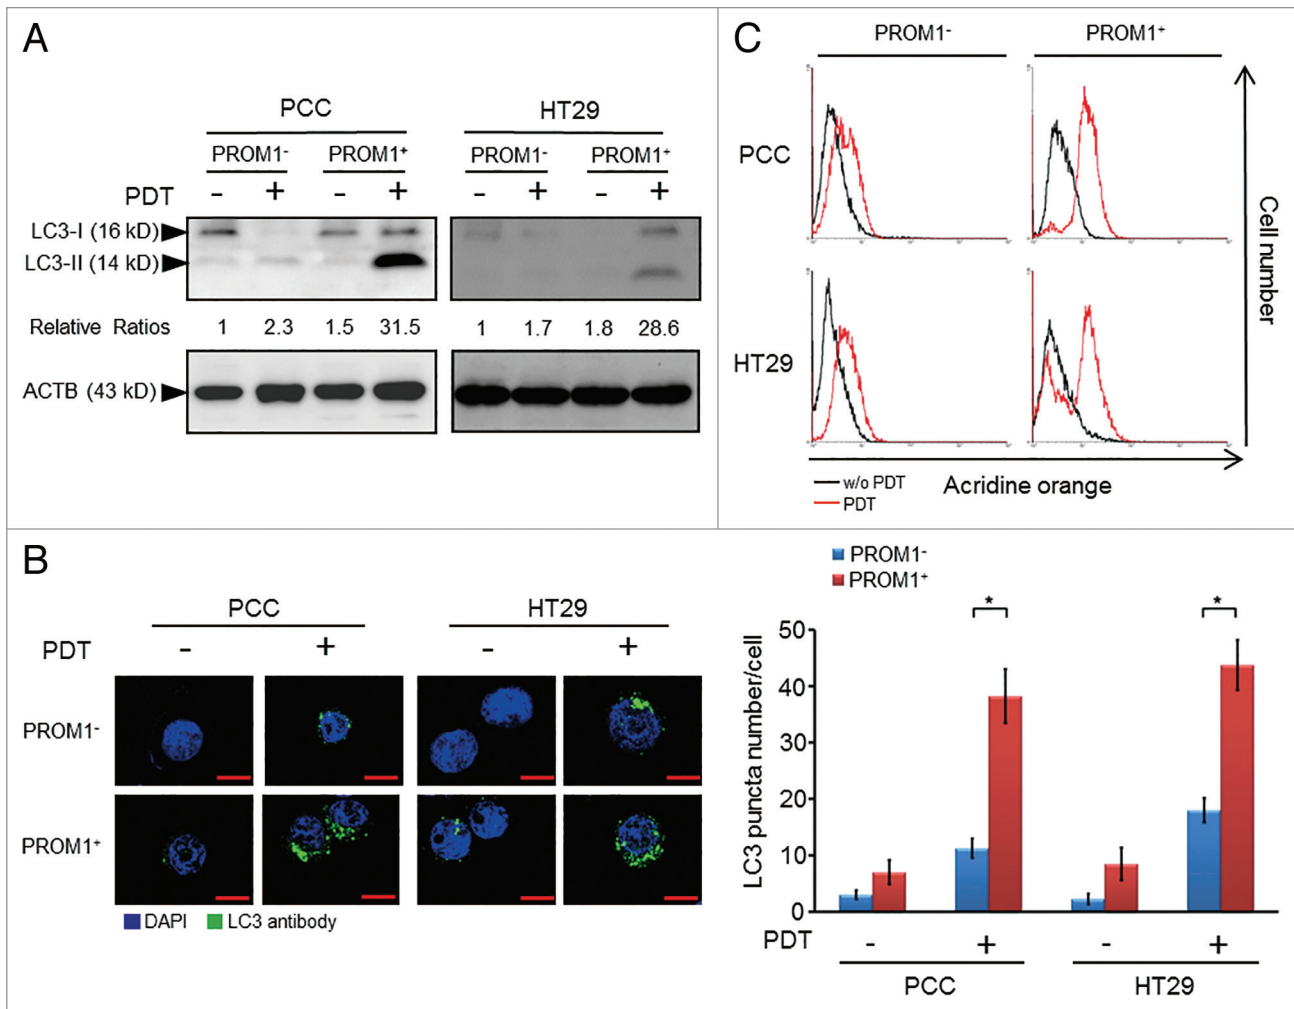 A
PCC HT29
PROM1- PROM1+ PROM1- PROM1+
PDT - + - + - + - +
LC3-I (16 kD)
LC3-II (14 kD)
Relative Ratios 1 2.3 1.5 31.5 1 1.7 1.8 28.6
ACTB (43 kD)
C
PROM1- PROM1+
PCC
HT29
Cell number
w/o PDT
PDT
Acridine orange
B
PCC HT29
PDT - + - +
PROM1-
PROM1+
DAPI LC3 antibody
PROM1-
PROM1+
* *
LC3 puncta number/cell
50
40
30
20
10
0
PDT - + - +
PCC HT29